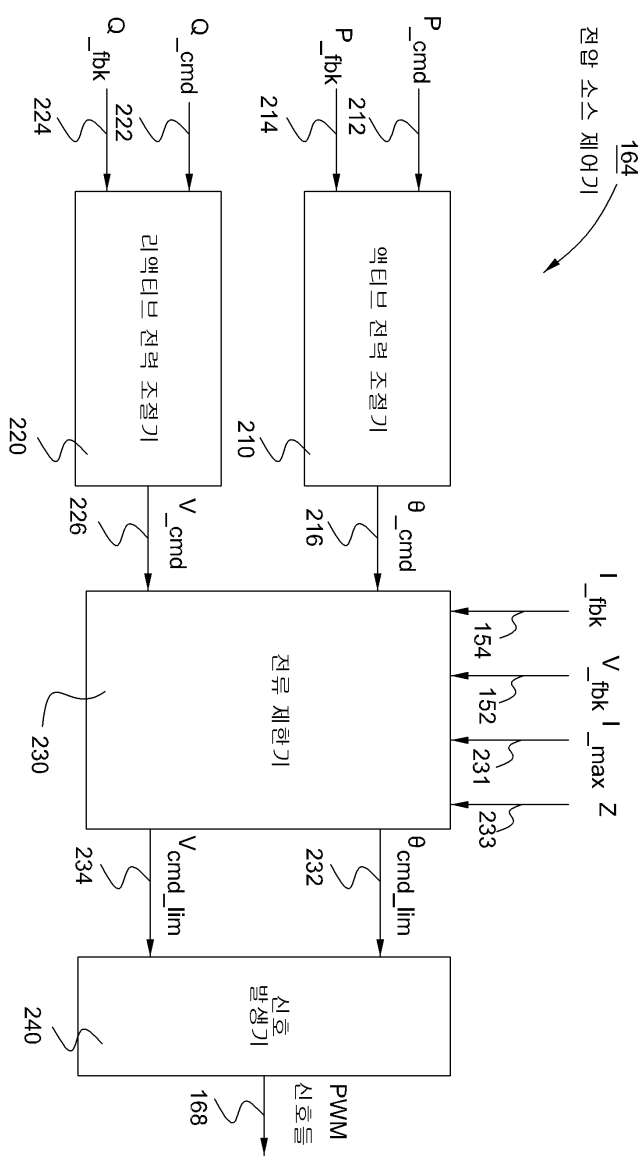 164
전압 소스 제어기
P_cmd
212
P_fbk
214
액티브 전력 조절기
210
θ_cmd
216
Q_cmd
222
Q_fbk
224
리액티브 전력 조절기
220
V_cmd
226
I_fbk
154
V_fbk
152
I_max
231
Z
233
전류 제한기
230
θcmd_lim
232
Vcmd_lim
234
신호
발생기
240
PWM
신호들
168